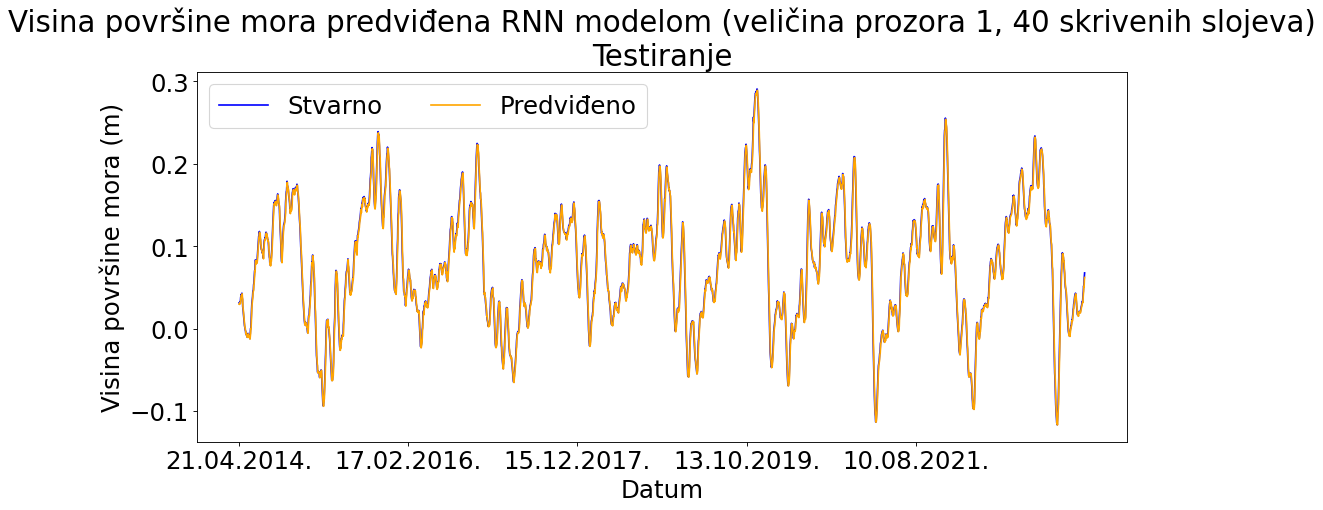 Visina površine mora predviđena RNN modelom (veličina prozora 1, 40 skrivenih slojeva)
Testiranje
Stvarno
Predviđeno
Visina površine mora (m)
0.3
0.2
0.1
0.0
−0.1
21.04.2014.
17.02.2016.
15.12.2017.
13.10.2019.
10.08.2021.
Datum